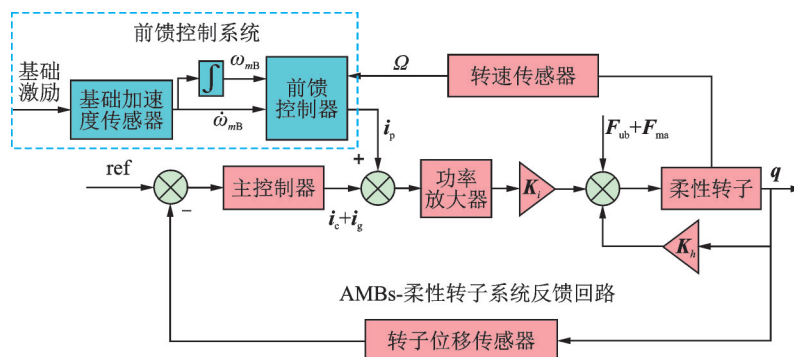 前馈控制系统
基础
激励
基础加速
度传感器
∫
ω_mB
ω̇_mB
前馈
控制器
Ω
转速传感器
i_p
F_ub+F_ma
+
ref
−
主控制器
i_c+i_g
功率
放大器
K_i
柔性转子
q
K_h
AMBs-柔性转子系统反馈回路
转子位移传感器